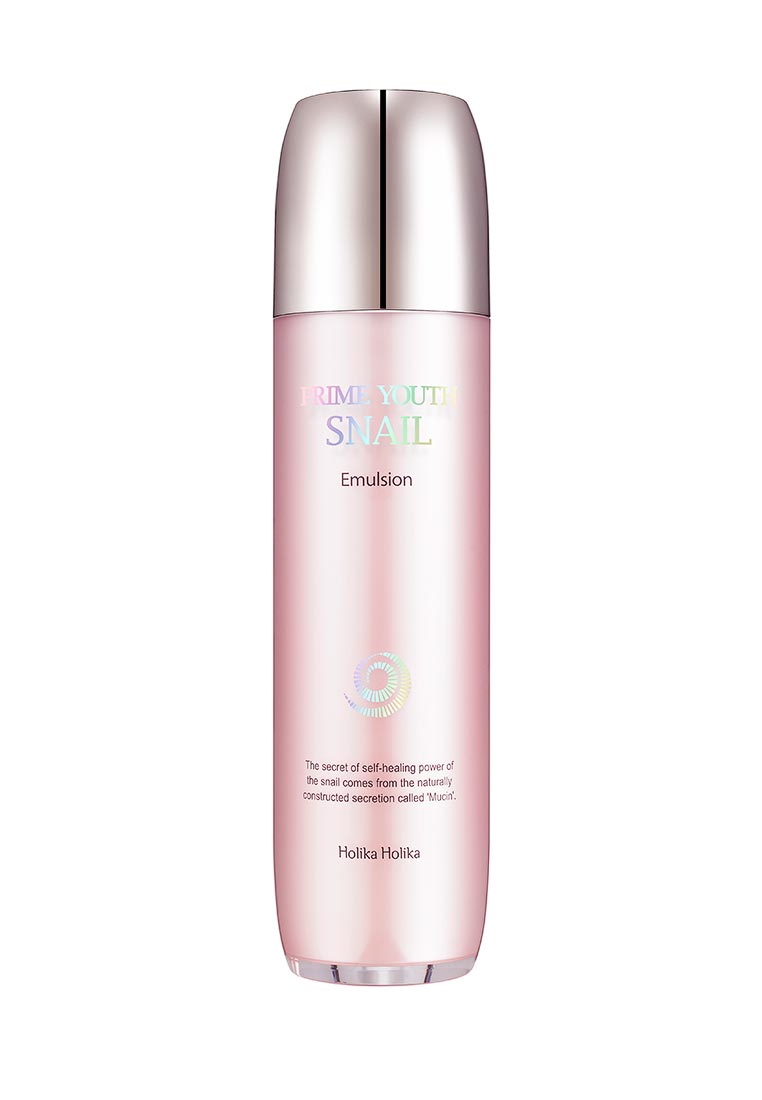 PRIME YOUTH
SNAIL
Emulsion
The secret of self-healing power of
the snail comes from the naturally
constructed secretion called 'Mucin'.
Holika Holika